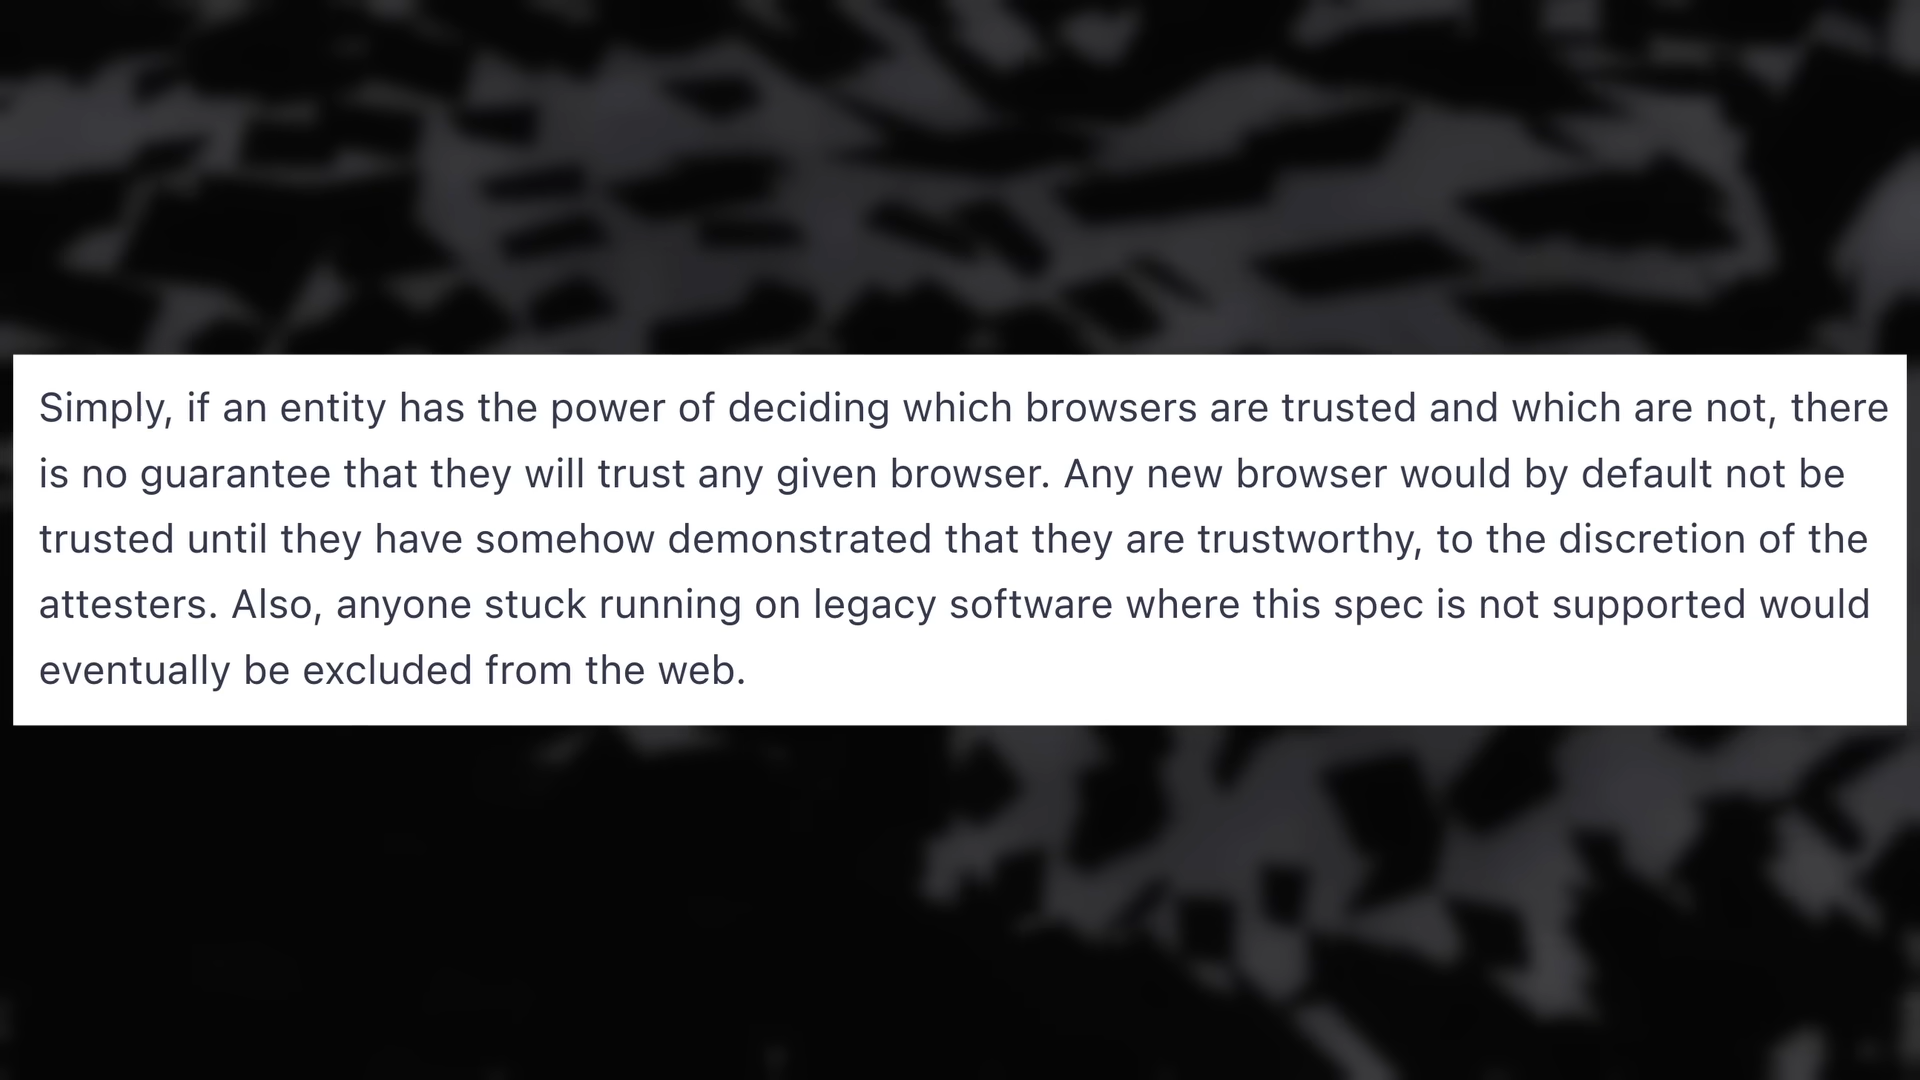 Simply, if an entity has the power of deciding which browsers are trusted and which are not, there
is no guarantee that they will trust any given browser. Any new browser would by default not be
trusted until they have somehow demonstrated that they are trustworthy, to the discretion of the
attesters. Also, anyone stuck running on legacy software where this spec is not supported would
eventually be excluded from the web.